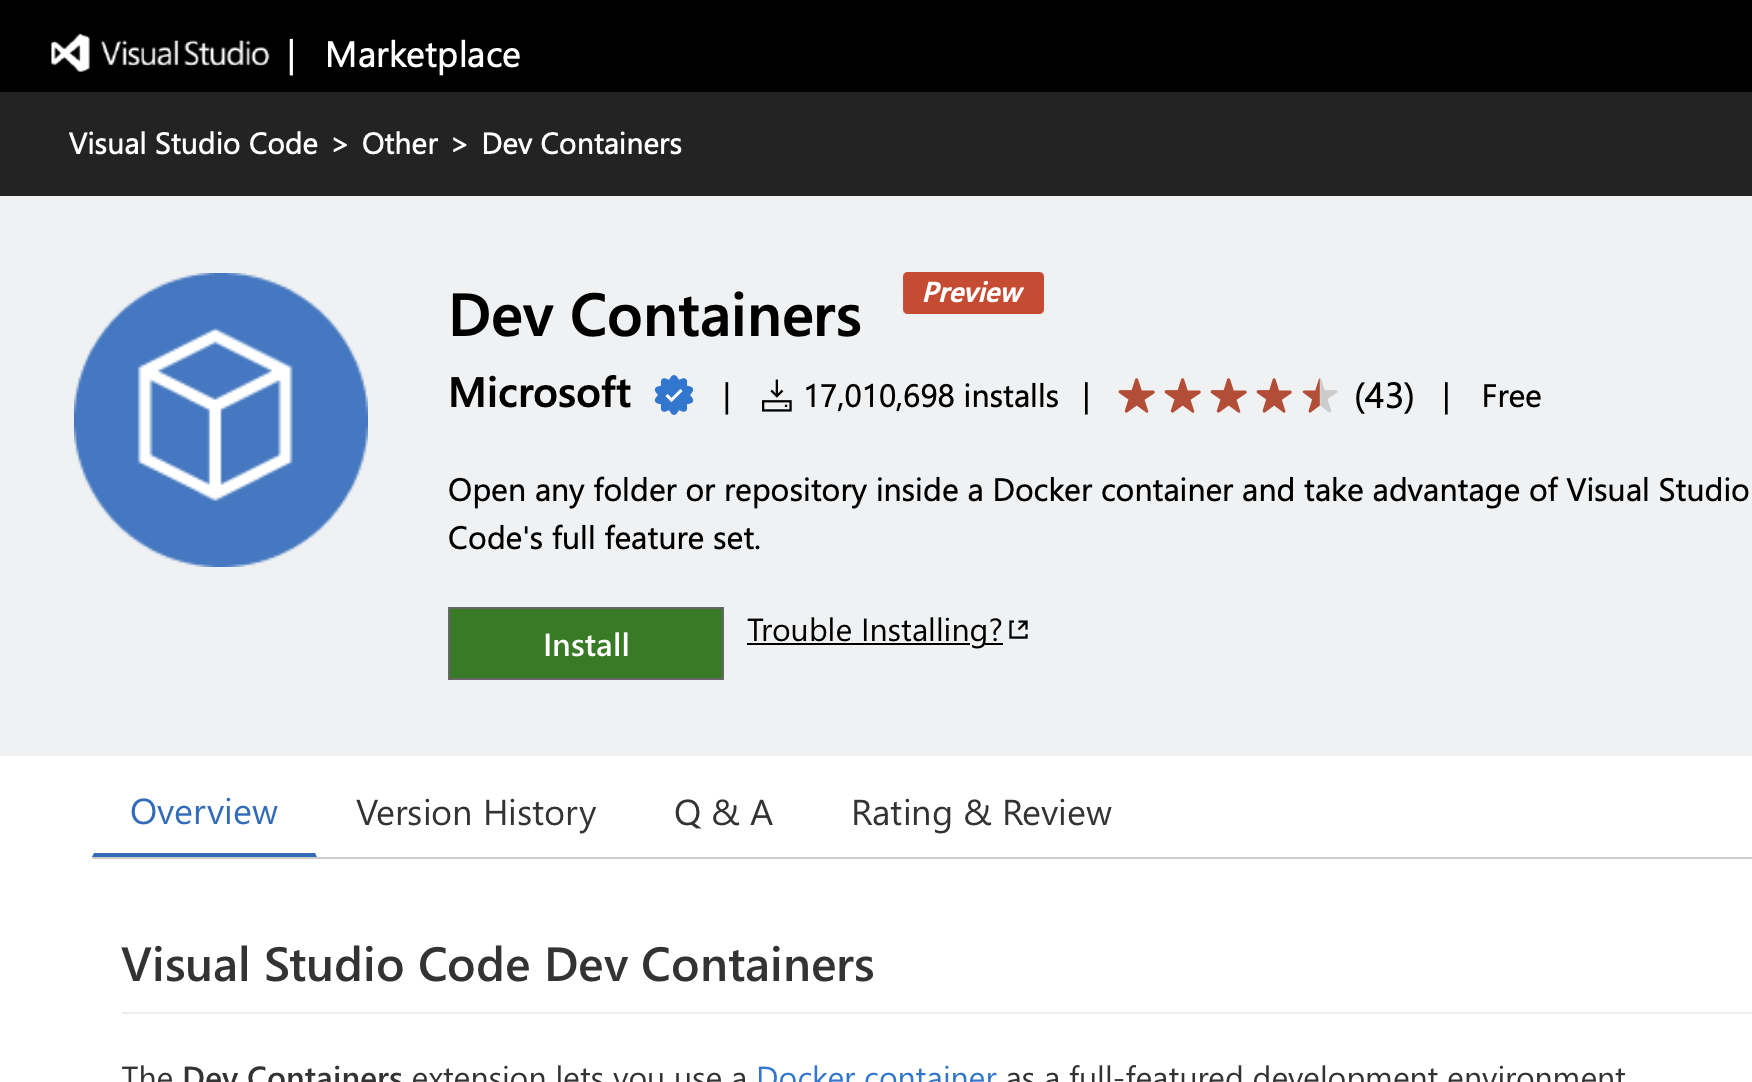 Visual Studio | Marketplace
Visual Studio Code > Other > Dev Containers
Dev Containers Preview
Microsoft | 17,010,698 installs | (43) | Free
Open any folder or repository inside a Docker container and take advantage of Visual Studio
Code's full feature set.
Install Trouble Installing?
Overview Version History Q & A Rating & Review
Visual Studio Code Dev Containers
The Dev Containers extension lets you use a Docker container as a full-featured development environment.